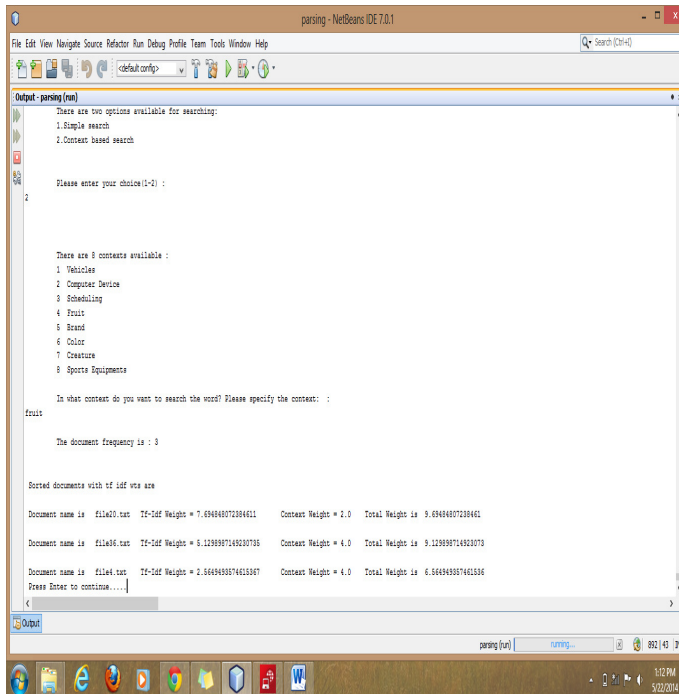 parsing - NetBeans IDE 7.0.1
File Edit View Navigate Source Refactor Run Debug Profile Team Tools Window Help
Search (Ctrl+I)
<default config>
Output - parsing (run)
There are two options available for searching:
1.Simple search
2.Context based search
Please enter your choice(1-2) :
2
There are 8 contexts available :
1 Vehicles
2 Computer Device
3 Scheduling
4 Fruit
5 Brand
6 Color
7 Creature
8 Sports Equipments
In what context do you want to search the word? Please specify the context: :
fruit
The document frequency is : 3
Sorted documents with tf idf wts are
Document name is file20.txt Tf-Idf Weight = 7.694848072384611 Context Weight = 2.0 Total Weight is 9.69484807238461
Document name is file36.txt Tf-Idf Weight = 5.1298987149230735 Context Weight = 4.0 Total Weight is 9.129898714923073
Document name is file4.txt Tf-Idf Weight = 2.5649493574615367 Context Weight = 4.0 Total Weight is 6.564949357461536
Press Enter to continue.....
Output
parsing (run)
running...
892 | 43
1:12 PM
5/22/2014